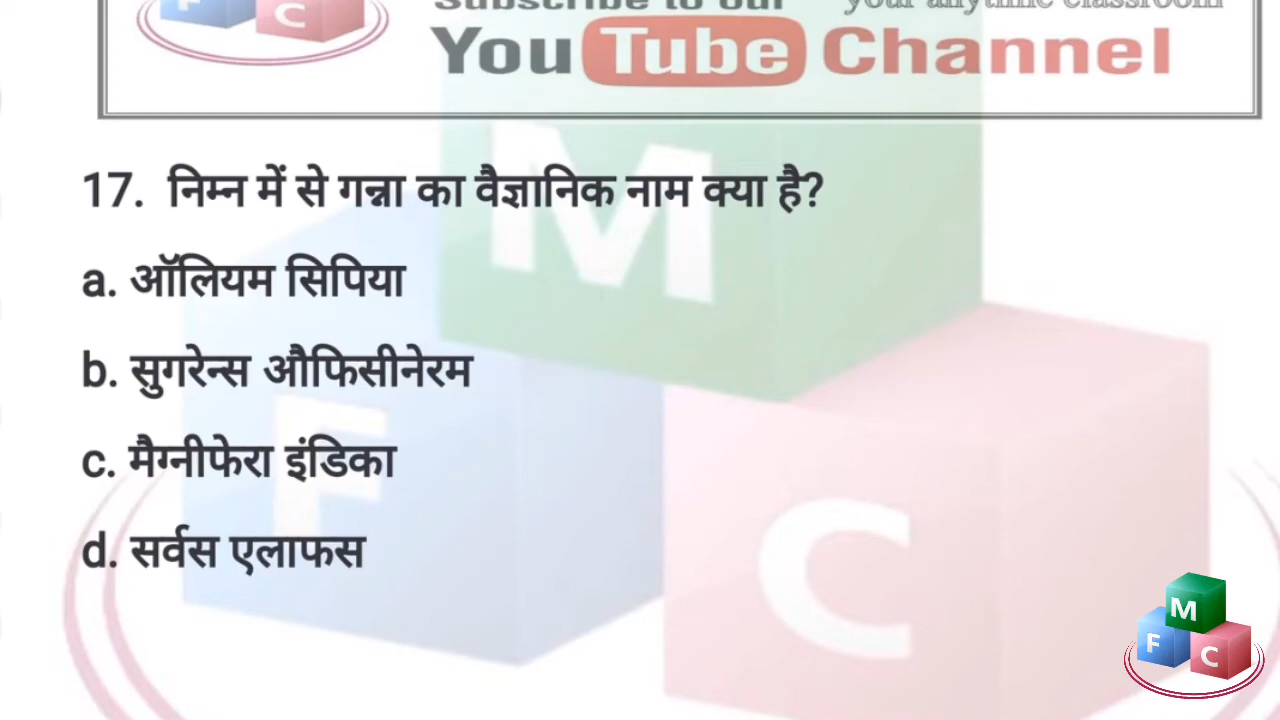 Subscribe to our your anytime classroom
F C YouTube Channel
17. निम्न में से गन्ना का वैज्ञानिक नाम क्या है?
a. ऑलियम सिपिया
b. सुगरेन्स औफिसीनेरम
c. मैग्नीफेरा इंडिका
d. सर्वस एलाफस
M
F
C
M
F C